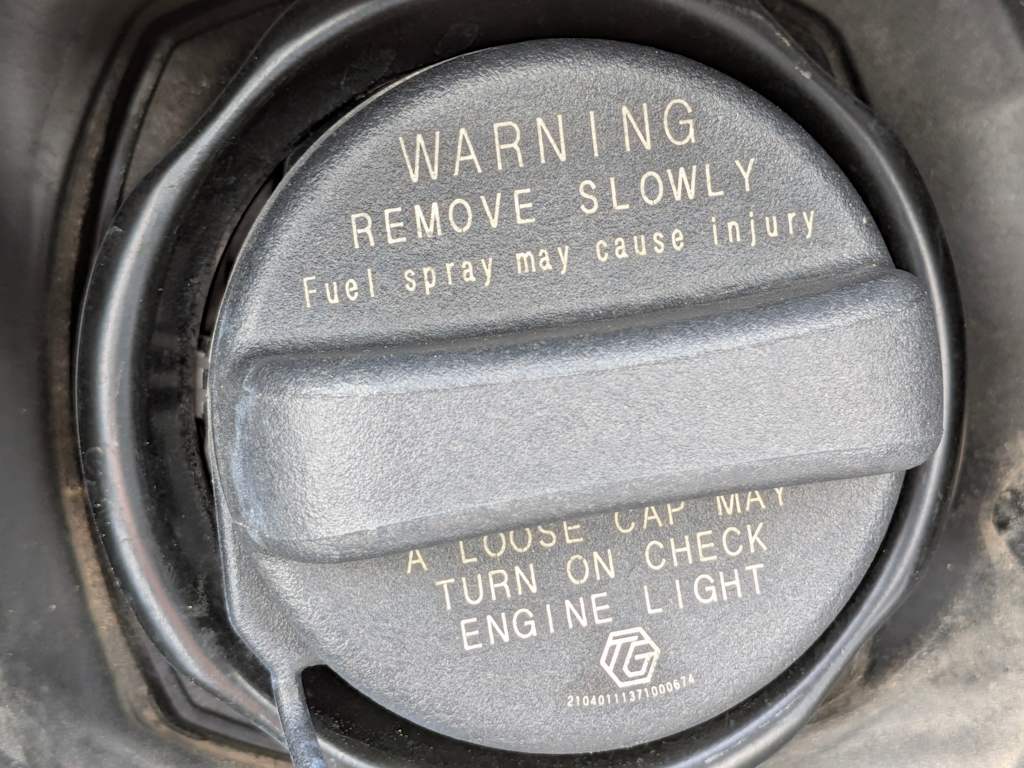 WARNING
REMOVE SLOWLY
Fuel spray may cause injury
A LOOSE CAP MAY
TURN ON CHECK
ENGINE LIGHT
TG
21040111371000674